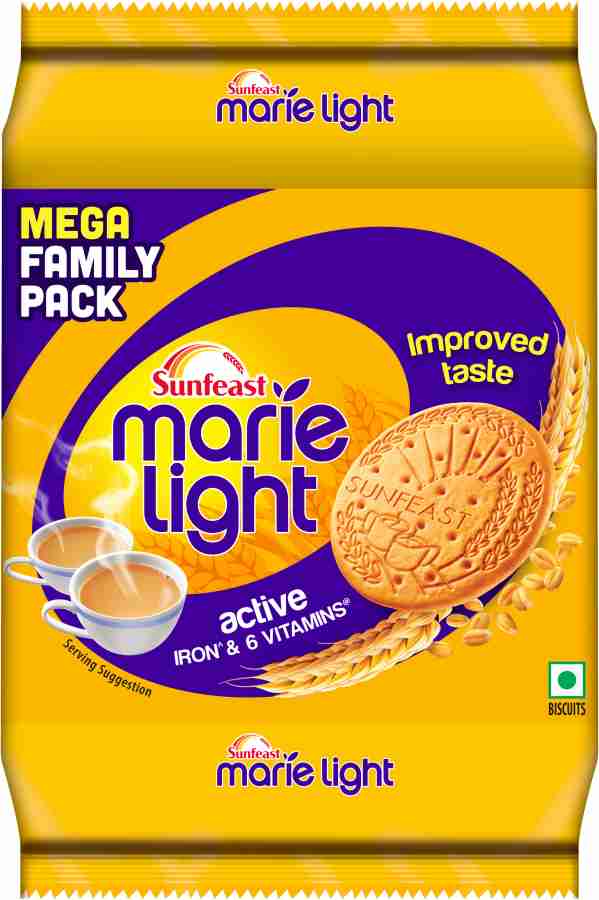 Sunfeast
marie light
MEGA
FAMILY
PACK
Improved
taste
Sunfeast
marie
light
SUNFEAST
active
IRON^ & 6 VITAMINS®
Serving Suggestion
BISCUITS
Sunfeast
marie light